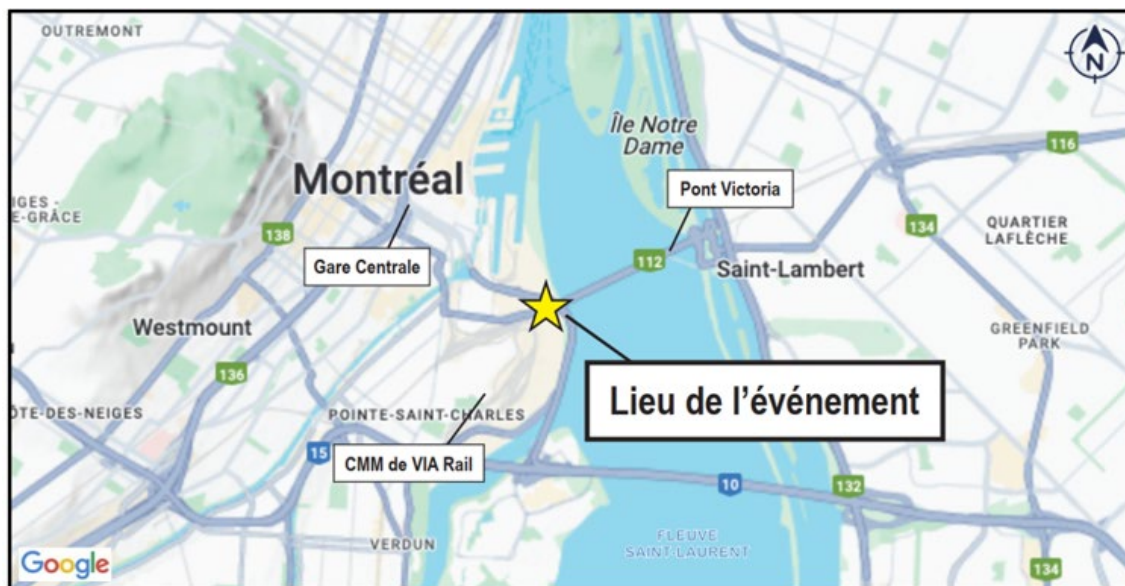 OUTREMONT
N
Île Notre
Dame
116
Montréal
Pont Victoria
IGES -
E-GRÂCE
138
134
QUARTIER
LAFLÈCHE
Gare Centrale
112
Saint-Lambert
Westmount
GREENFIELD
PARK
136
Lieu de l’événement
ÔTE-DES-NEIGES
POINTE-SAINT-CHARLES
15
CMM de VIA Rail
10
132
VERDUN
FLEUVE
SAINT-LAURENT
Google
134